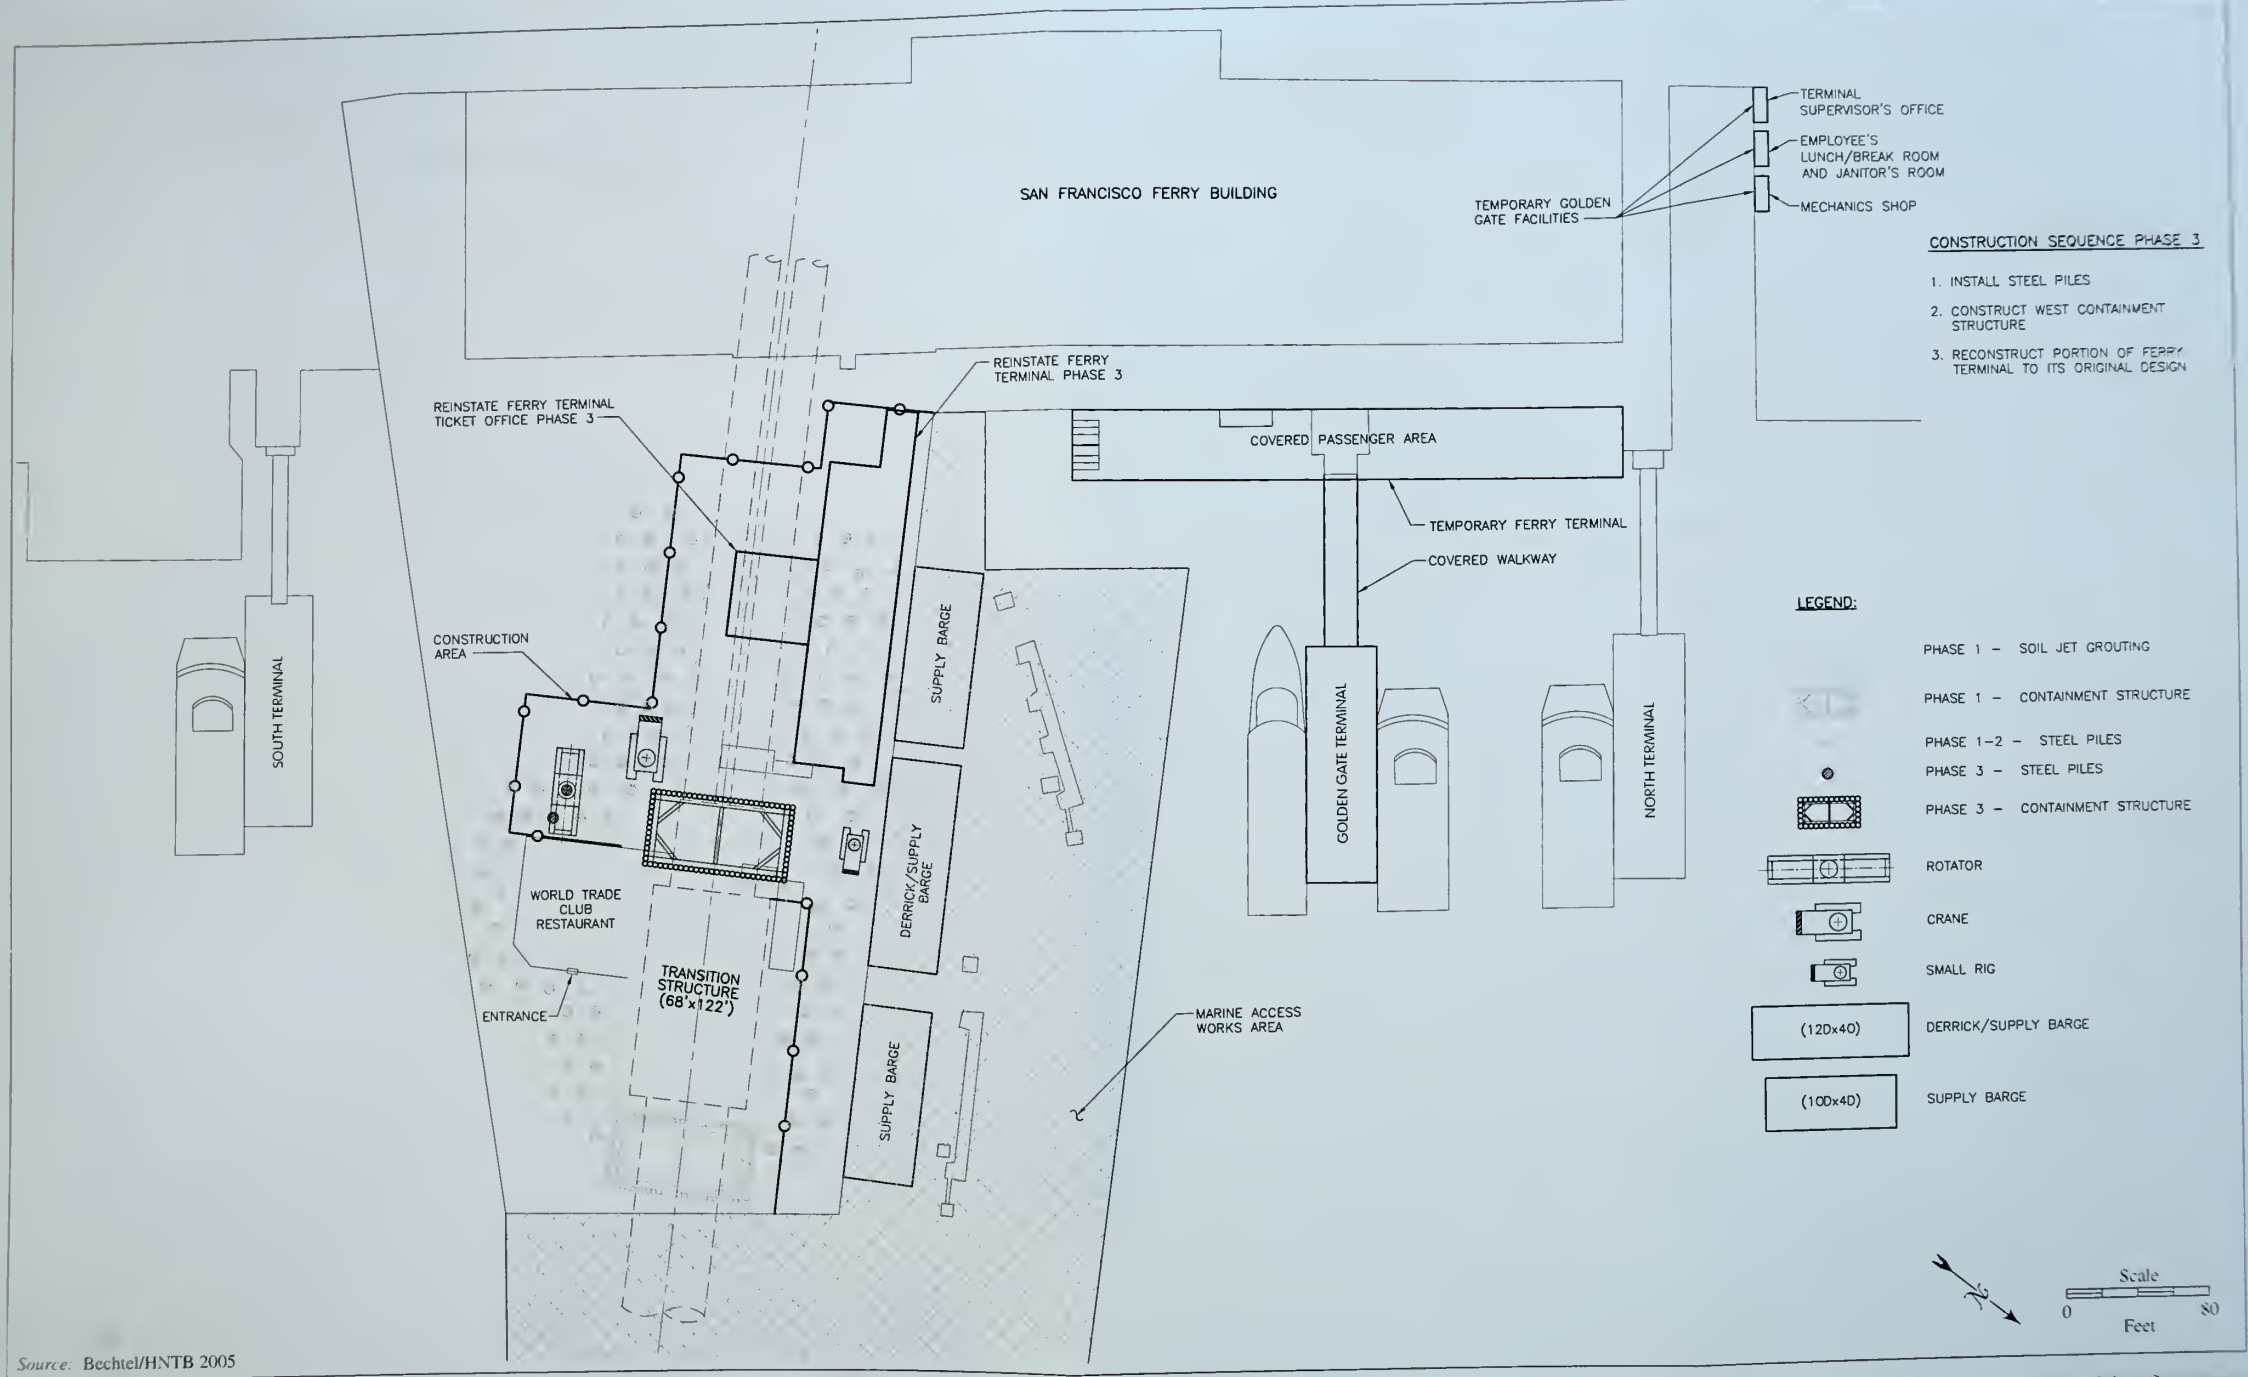 TERMINAL
SUPERVISOR'S OFFICE
EMPLOYEE'S
LUNCH/BREAK ROOM
AND JANITOR'S ROOM
MECHANICS SHOP
TEMPORARY GOLDEN
GATE FACILITIES
SAN FRANCISCO FERRY BUILDING
CONSTRUCTION SEQUENCE PHASE 3
1. INSTALL STEEL PILES
2. CONSTRUCT WEST CONTAINMENT
STRUCTURE
3. RECONSTRUCT PORTION OF FERRY
TERMINAL TO ITS ORIGINAL DESIGN
REINSTATE FERRY
TERMINAL PHASE 3
REINSTATE FERRY TERMINAL
TICKET OFFICE PHASE 3
COVERED PASSENGER AREA
TEMPORARY FERRY TERMINAL
COVERED WALKWAY
CONSTRUCTION
AREA
SOUTH TERMINAL
SUPPLY BARGE
GOLDEN GATE TERMINAL
NORTH TERMINAL
DERRICK/SUPPLY
BARGE
WORLD TRADE
CLUB
RESTAURANT
TRANSITION
STRUCTURE
(68'x122')
ENTRANCE
SUPPLY BARGE
MARINE ACCESS
WORKS AREA
LEGEND:
PHASE 1 - SOIL JET GROUTING
PHASE 1 - CONTAINMENT STRUCTURE
PHASE 1-2 - STEEL PILES
PHASE 3 - STEEL PILES
PHASE 3 - CONTAINMENT STRUCTURE
ROTATOR
CRANE
SMALL RIG
(120x40)
DERRICK/SUPPLY BARGE
(100x40)
SUPPLY BARGE
N
Scale
0
80
Feet
Source: Bechtel/HNTB 2005